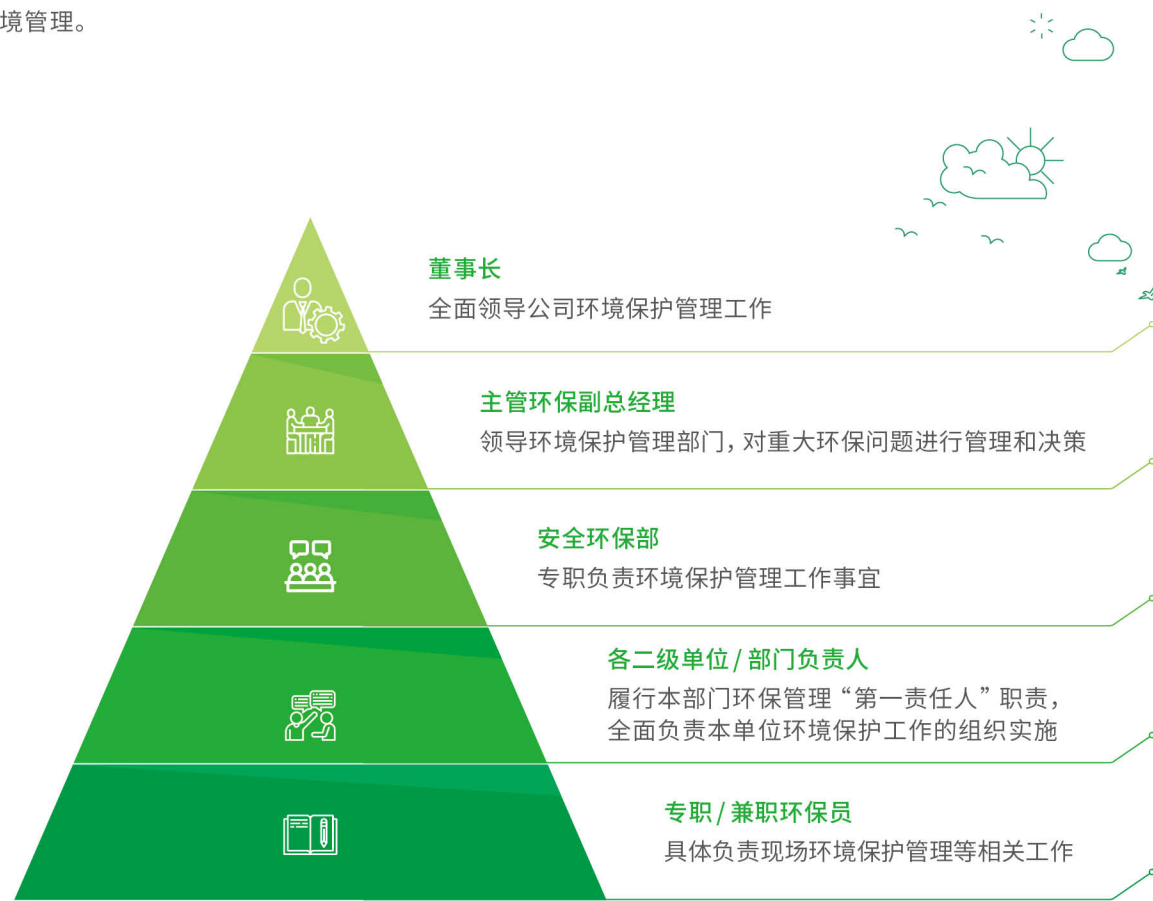 境管理。
董事长
全面领导公司环境保护管理工作
主管环保副总经理
领导环境保护管理部门，对重大环保问题进行管理和决策
安全环保部
专职负责环境保护管理工作事宜
各二级单位 / 部门负责人
履行本部门环保管理“第一责任人”职责，
全面负责本单位环境保护工作的组织实施
专职 / 兼职环保员
具体负责现场环境保护管理等相关工作